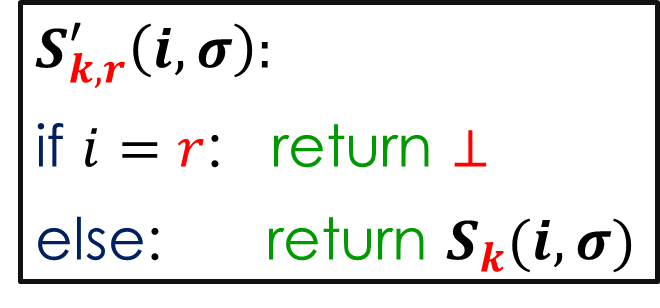 S′k,r(i, σ):
if i = r: return ⊥
else: return Sk(i, σ)